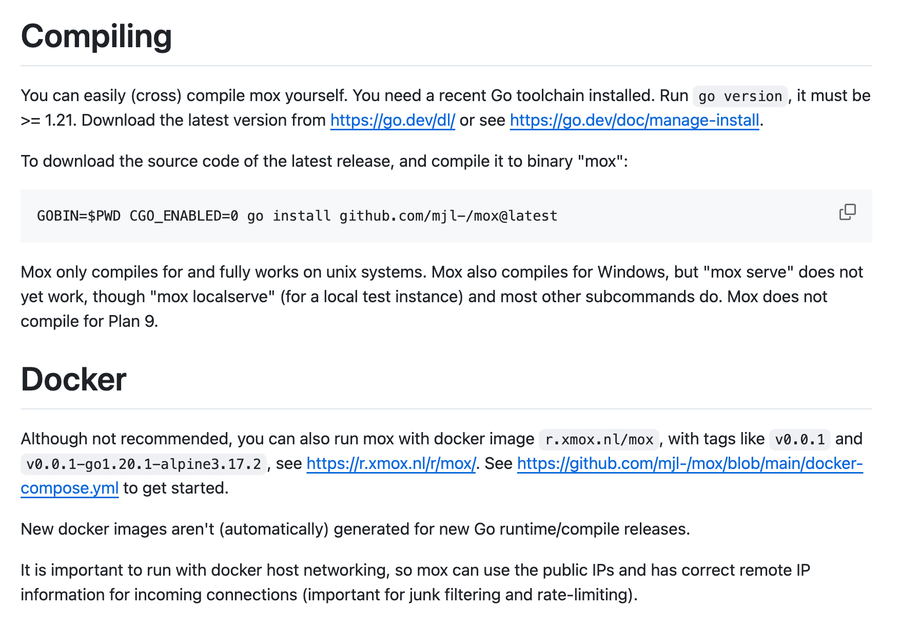 Compiling
You can easily (cross) compile mox yourself. You need a recent Go toolchain installed. Run go version, it must be
>= 1.21. Download the latest version from https://go.dev/dl/ or see https://go.dev/doc/manage-install.
To download the source code of the latest release, and compile it to binary "mox":
GOBIN=$PWD CGO_ENABLED=0 go install github.com/mjl-/mox@latest
Mox only compiles for and fully works on unix systems. Mox also compiles for Windows, but "mox serve" does not
yet work, though "mox localserve" (for a local test instance) and most other subcommands do. Mox does not
compile for Plan 9.
Docker
Although not recommended, you can also run mox with docker image r.xmox.nl/mox, with tags like v0.0.1 and
v0.0.1-go1.20.1-alpine3.17.2, see https://r.xmox.nl/r/mox/. See https://github.com/mjl-/mox/blob/main/docker-
compose.yml to get started.
New docker images aren't (automatically) generated for new Go runtime/compile releases.
It is important to run with docker host networking, so mox can use the public IPs and has correct remote IP
information for incoming connections (important for junk filtering and rate-limiting).